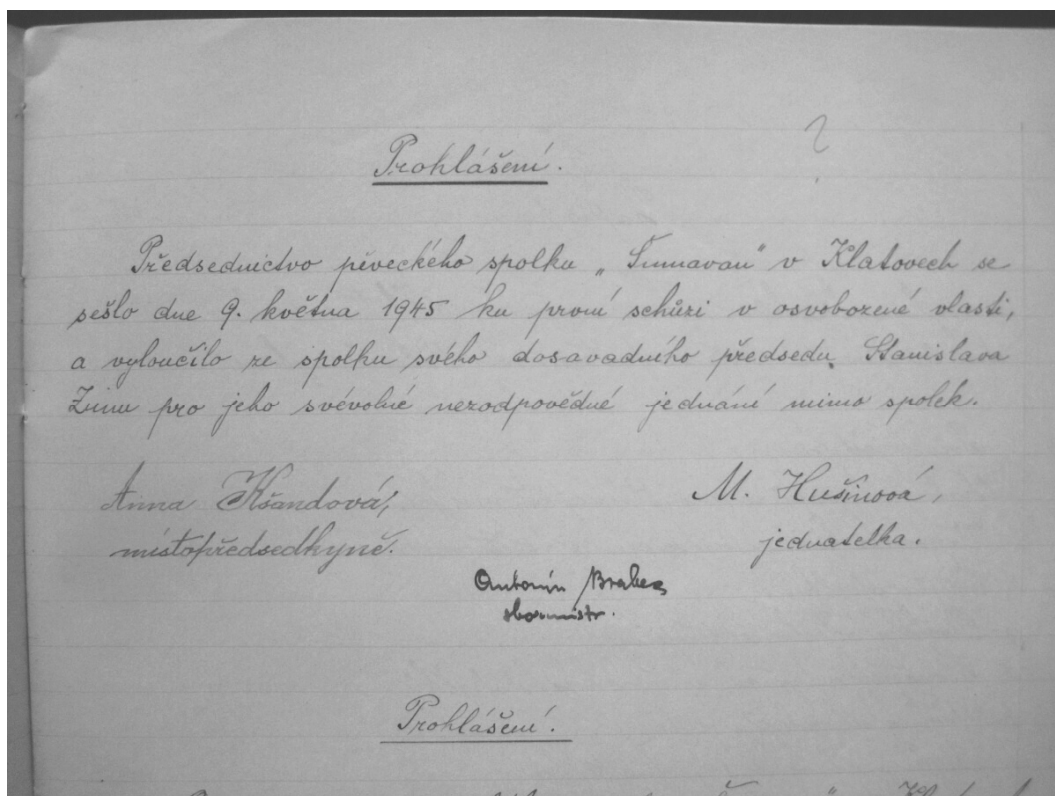 Prohlášení.
?
Předsednictvo pěveckého spolku „Šumavan" v Klatovech se
sešlo dne 9. května 1945 ku první schůzi v osvobozené vlasti,
a vyloučilo ze spolku svého dosavadního předsedu Stanislava
Zimu pro jeho svévolné nezodpovědné jednání mimo spolek.
Anna Kšandová,
místopředsedkyně.
M. Hušinová,
jednatelka.
Antonín Brabec
sbormistr.
Prohlášení.